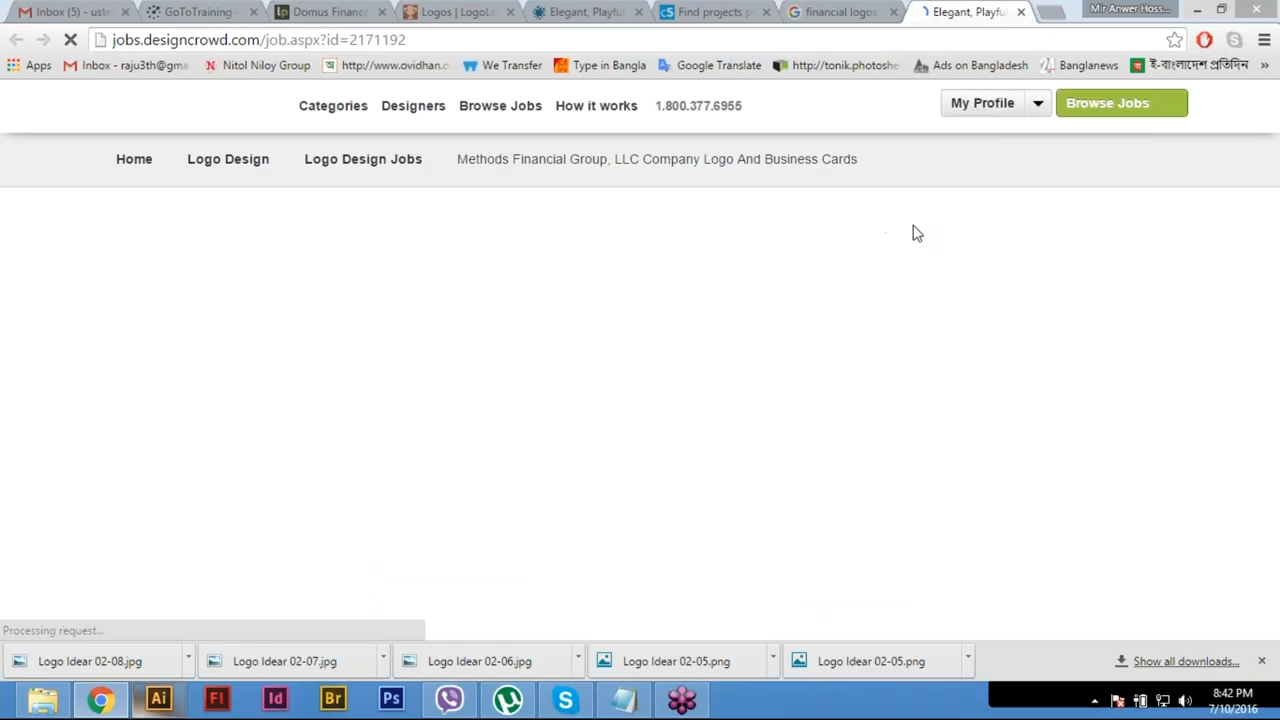 Inbox (5) - uste
GoToTraining -
Domus Finance
Logos | LogoLo
Elegant, Playfu
Find projects p
financial logos
Elegant, Playfu
Mir Anwer Hoss...
jobs.designcrowd.com/job.aspx?id=2171192
Apps
Inbox - raju3th@gma
Nitol Niloy Group
http://www.ovidhan.
We Transfer
Type in Bangla
Google Translate
http://tonik.photoshe
Ads on Bangladesh
Banglanews
ই-বাংলাদেশ প্রতিদিন
»
Categories Designers Browse Jobs How it works 1.800.377.6955
My Profile
Browse Jobs
Home Logo Design Logo Design Jobs Methods Financial Group, LLC Company Logo And Business Cards
Processing request...
Logo Idear 02-08.jpg
Logo Idear 02-07.jpg
Logo Idear 02-06.jpg
Logo Idear 02-05.png
Logo Idear 02-05.png
Show all downloads...
Ai
Fl
Id
Br
Ps
8:42 PM
7/10/2016